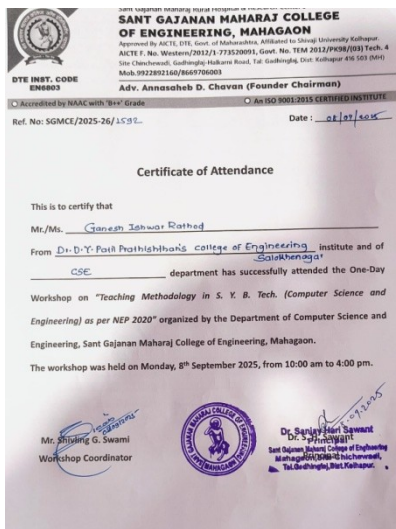 Sant Gajanan Maharaj Rural Hospital & Research
SANT GAJANAN MAHARAJ COLLEGE
OF ENGINEERING, MAHAGAON
Approved By AICTE, DTE, Govt. of Maharashtra, Affiliated to Shivaji University Kolhapur.
AICTE F. No. Western/2012/1-773520091, Govt. No. TEM 2012/PK98/(03) Tech. 4
Site Chinchewadi, Gadhinglaj-Halkarni Road, Tal: Gadhinglaj, Dist: Kolhapur 416 503 (MH)
Mob.9922892160/8669706003
DTE INST. CODE
EN6803
Adv. Annasaheb D. Chavan (Founder Chairman)
Accredited by NAAC with 'B++' Grade
An ISO 9001:2015 CERTIFIED INSTITUTE
Ref. No: SGMCE/2025-26/1592
Date: 08/09/2025
Certificate of Attendance
This is to certify that
Mr./Ms. Ganesh Ishwar Rathod
From Dr. D. Y. Patil Prathishthan's college of Engineering institute and of
Salokhenagar
CSE department has successfully attended the One-Day
Workshop on "Teaching Methodology in S. Y. B. Tech. (Computer Science and
Engineering) as per NEP 2020" organized by the Department of Computer Science and
Engineering, Sant Gajanan Maharaj College of Engineering, Mahagaon.
The workshop was held on Monday, 8th September 2025, from 10:00 am to 4:00 pm.
Mr. Shivling G. Swami
Workshop Coordinator
Dr. Sanjay Hari Sawant
Principal
Sant Gajanan Maharaj College of Engineering
Mahagaon, Site Chinchewadi,
Tal. Gadhinglaj, Dist. Kolhapur.